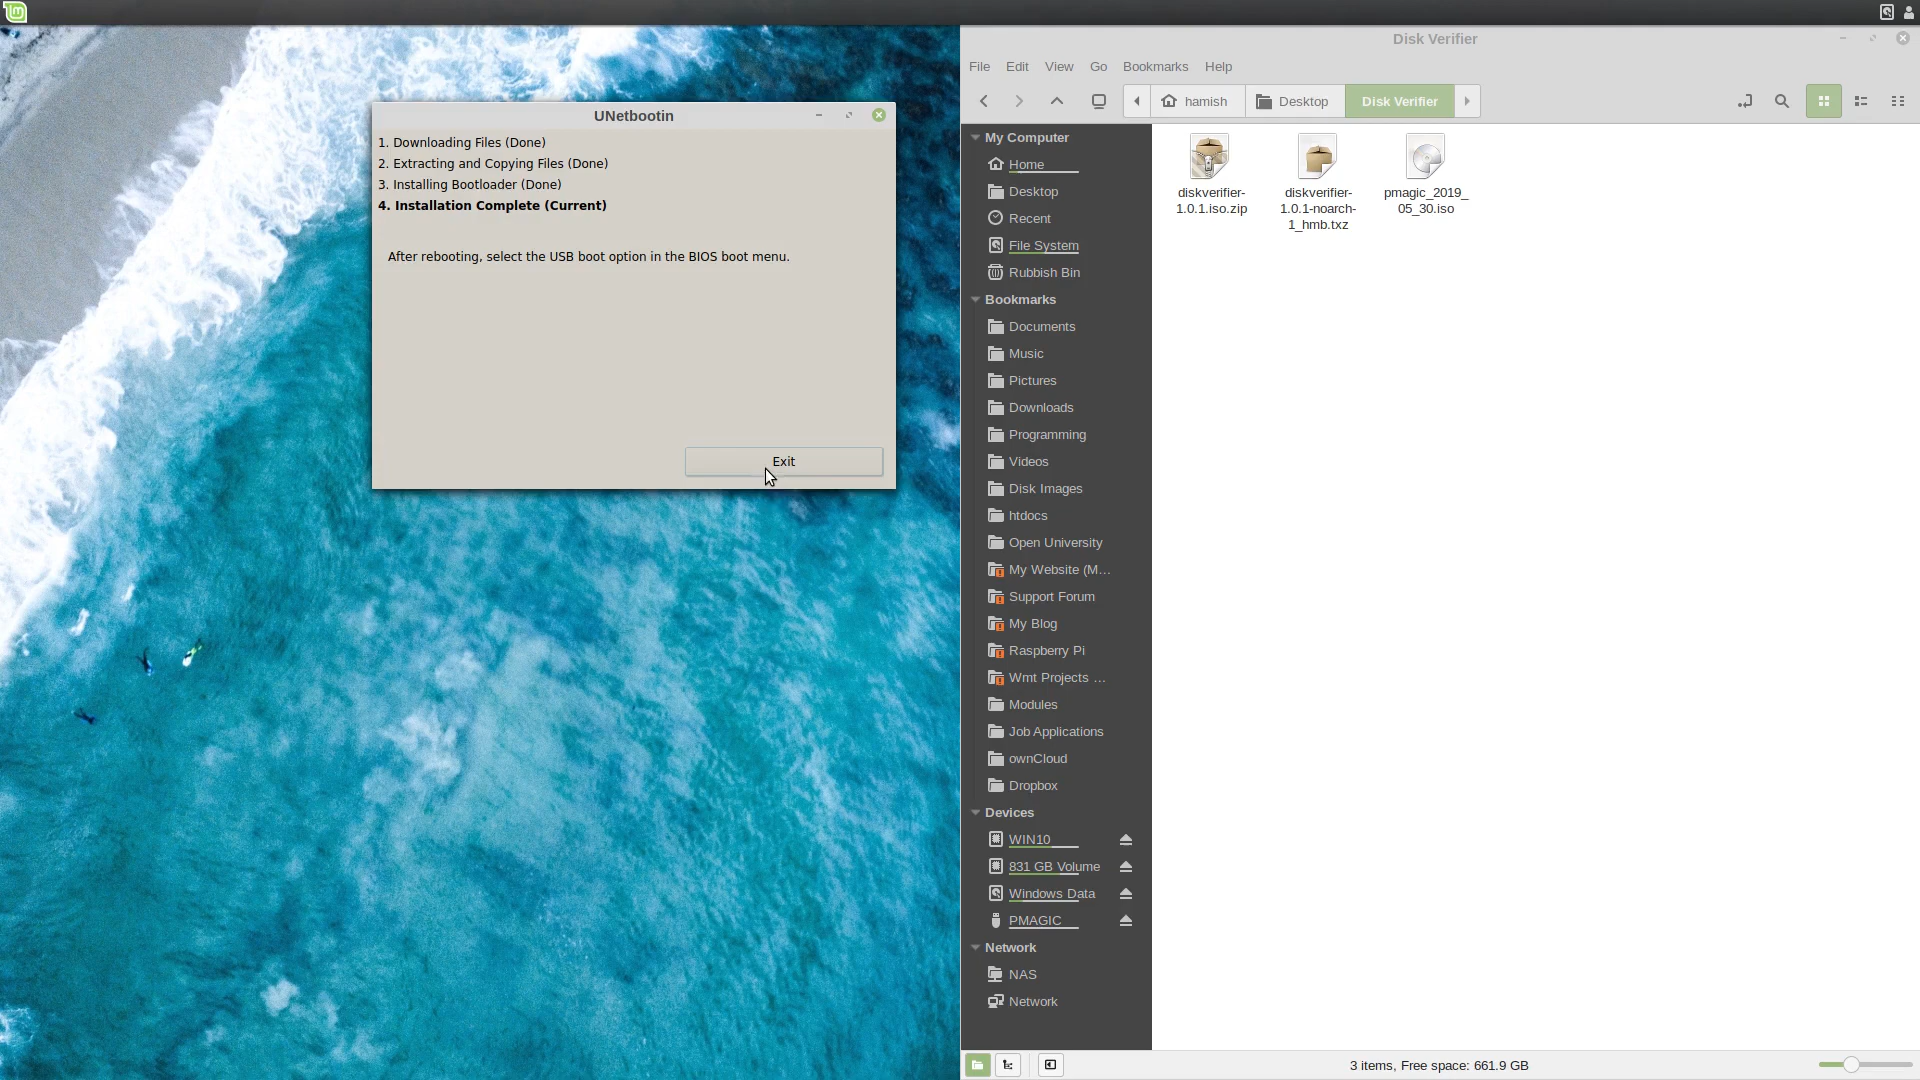 Disk Verifier
File Edit View Go Bookmarks Help
hamish Desktop Disk Verifier
UNetbootin
1. Downloading Files (Done)
2. Extracting and Copying Files (Done)
3. Installing Bootloader (Done)
4. Installation Complete (Current)
After rebooting, select the USB boot option in the BIOS boot menu.
Exit
My Computer
Home
Desktop
Recent
File System
Rubbish Bin
Bookmarks
Documents
Music
Pictures
Downloads
Programming
Videos
Disk Images
htdocs
Open University
My Website (M...
Support Forum
My Blog
Raspberry Pi
Wmt Projects ...
Modules
Job Applications
ownCloud
Dropbox
Devices
WIN10
831 GB Volume
Windows Data
PMAGIC
Network
NAS
Network
diskverifier-
1.0.1.iso.zip
diskverifier-
1.0.1-noarch-
1_hmb.txz
pmagic_2019_
05_30.iso
3 items, Free space: 661.9 GB